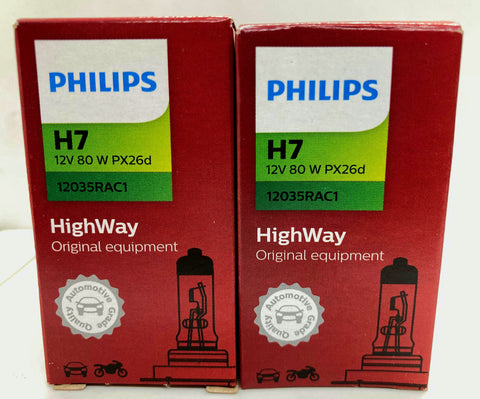 PHILIPS
H7
12V 80 W PX26d
12035RAC1
HighWay
Original equipment
Automotive Grade Quality
PHILIPS
H7
12V 80 W PX26d
12035RAC1
HighWay
Original equipment
Automotive Grade Quality